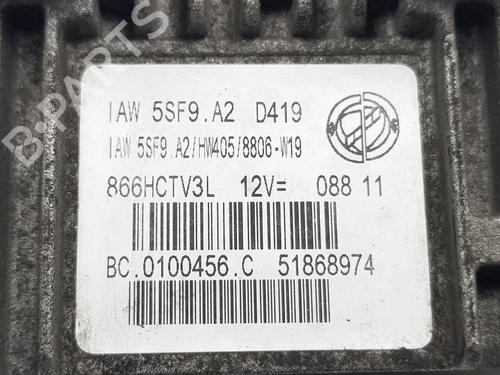 IAW 5SF9.A2 D419
IAW 5SF9.A2/HW405/8806-W19
866HCTV3L 12V= 088 11
BC.0100456.C 51868974
B-PARTS